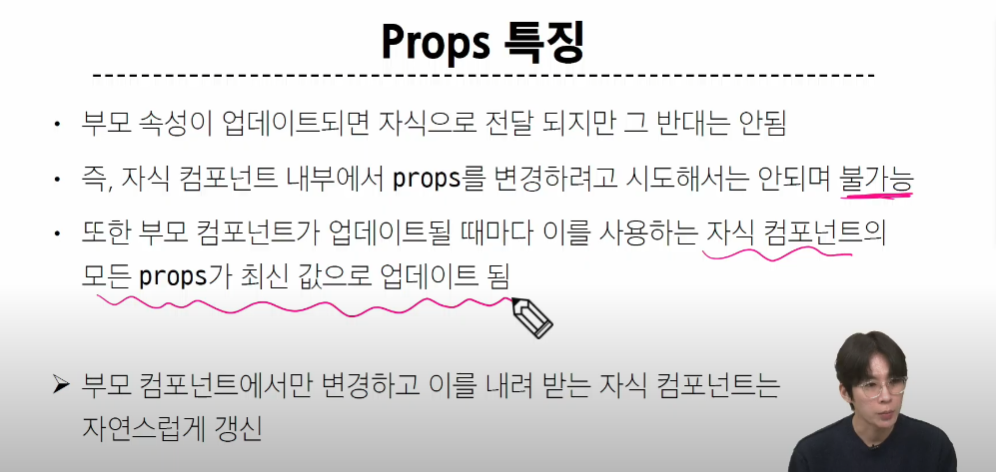 Props 특징
• 부모 속성이 업데이트되면 자식으로 전달 되지만 그 반대는 안됨
• 즉, 자식 컴포넌트 내부에서 props를 변경하려고 시도해서는 안되며 불가능
• 또한 부모 컴포넌트가 업데이트될 때마다 이를 사용하는 자식 컴포넌트의
모든 props가 최신 값으로 업데이트 됨
➢ 부모 컴포넌트에서만 변경하고 이를 내려 받는 자식 컴포넌트는
자연스럽게 갱신